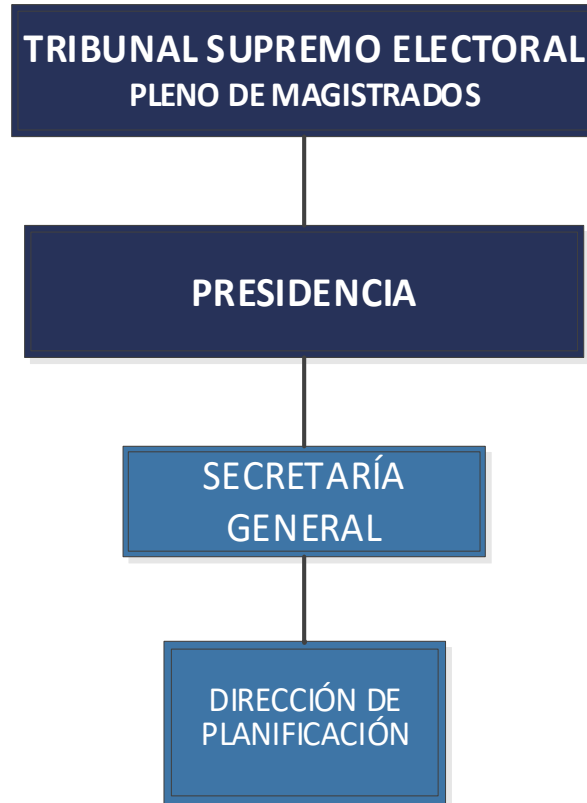 TRIBUNAL SUPREMO ELECTORAL
PLENO DE MAGISTRADOS
PRESIDENCIA
SECRETARÍA
GENERAL
DIRECCIÓN DE
PLANIFICACIÓN